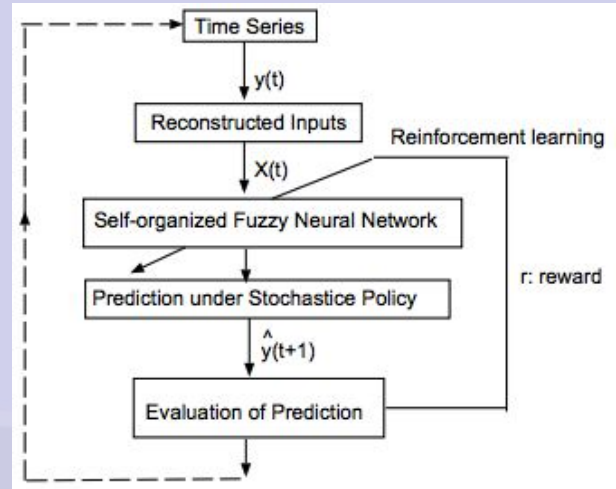 Time Series
y(t)
Reconstructed Inputs
Reinforcement learning
X(t)
Self-organized Fuzzy Neural Network
r: reward
Prediction under Stochastice Policy
ŷ(t+1)
Evaluation of Prediction